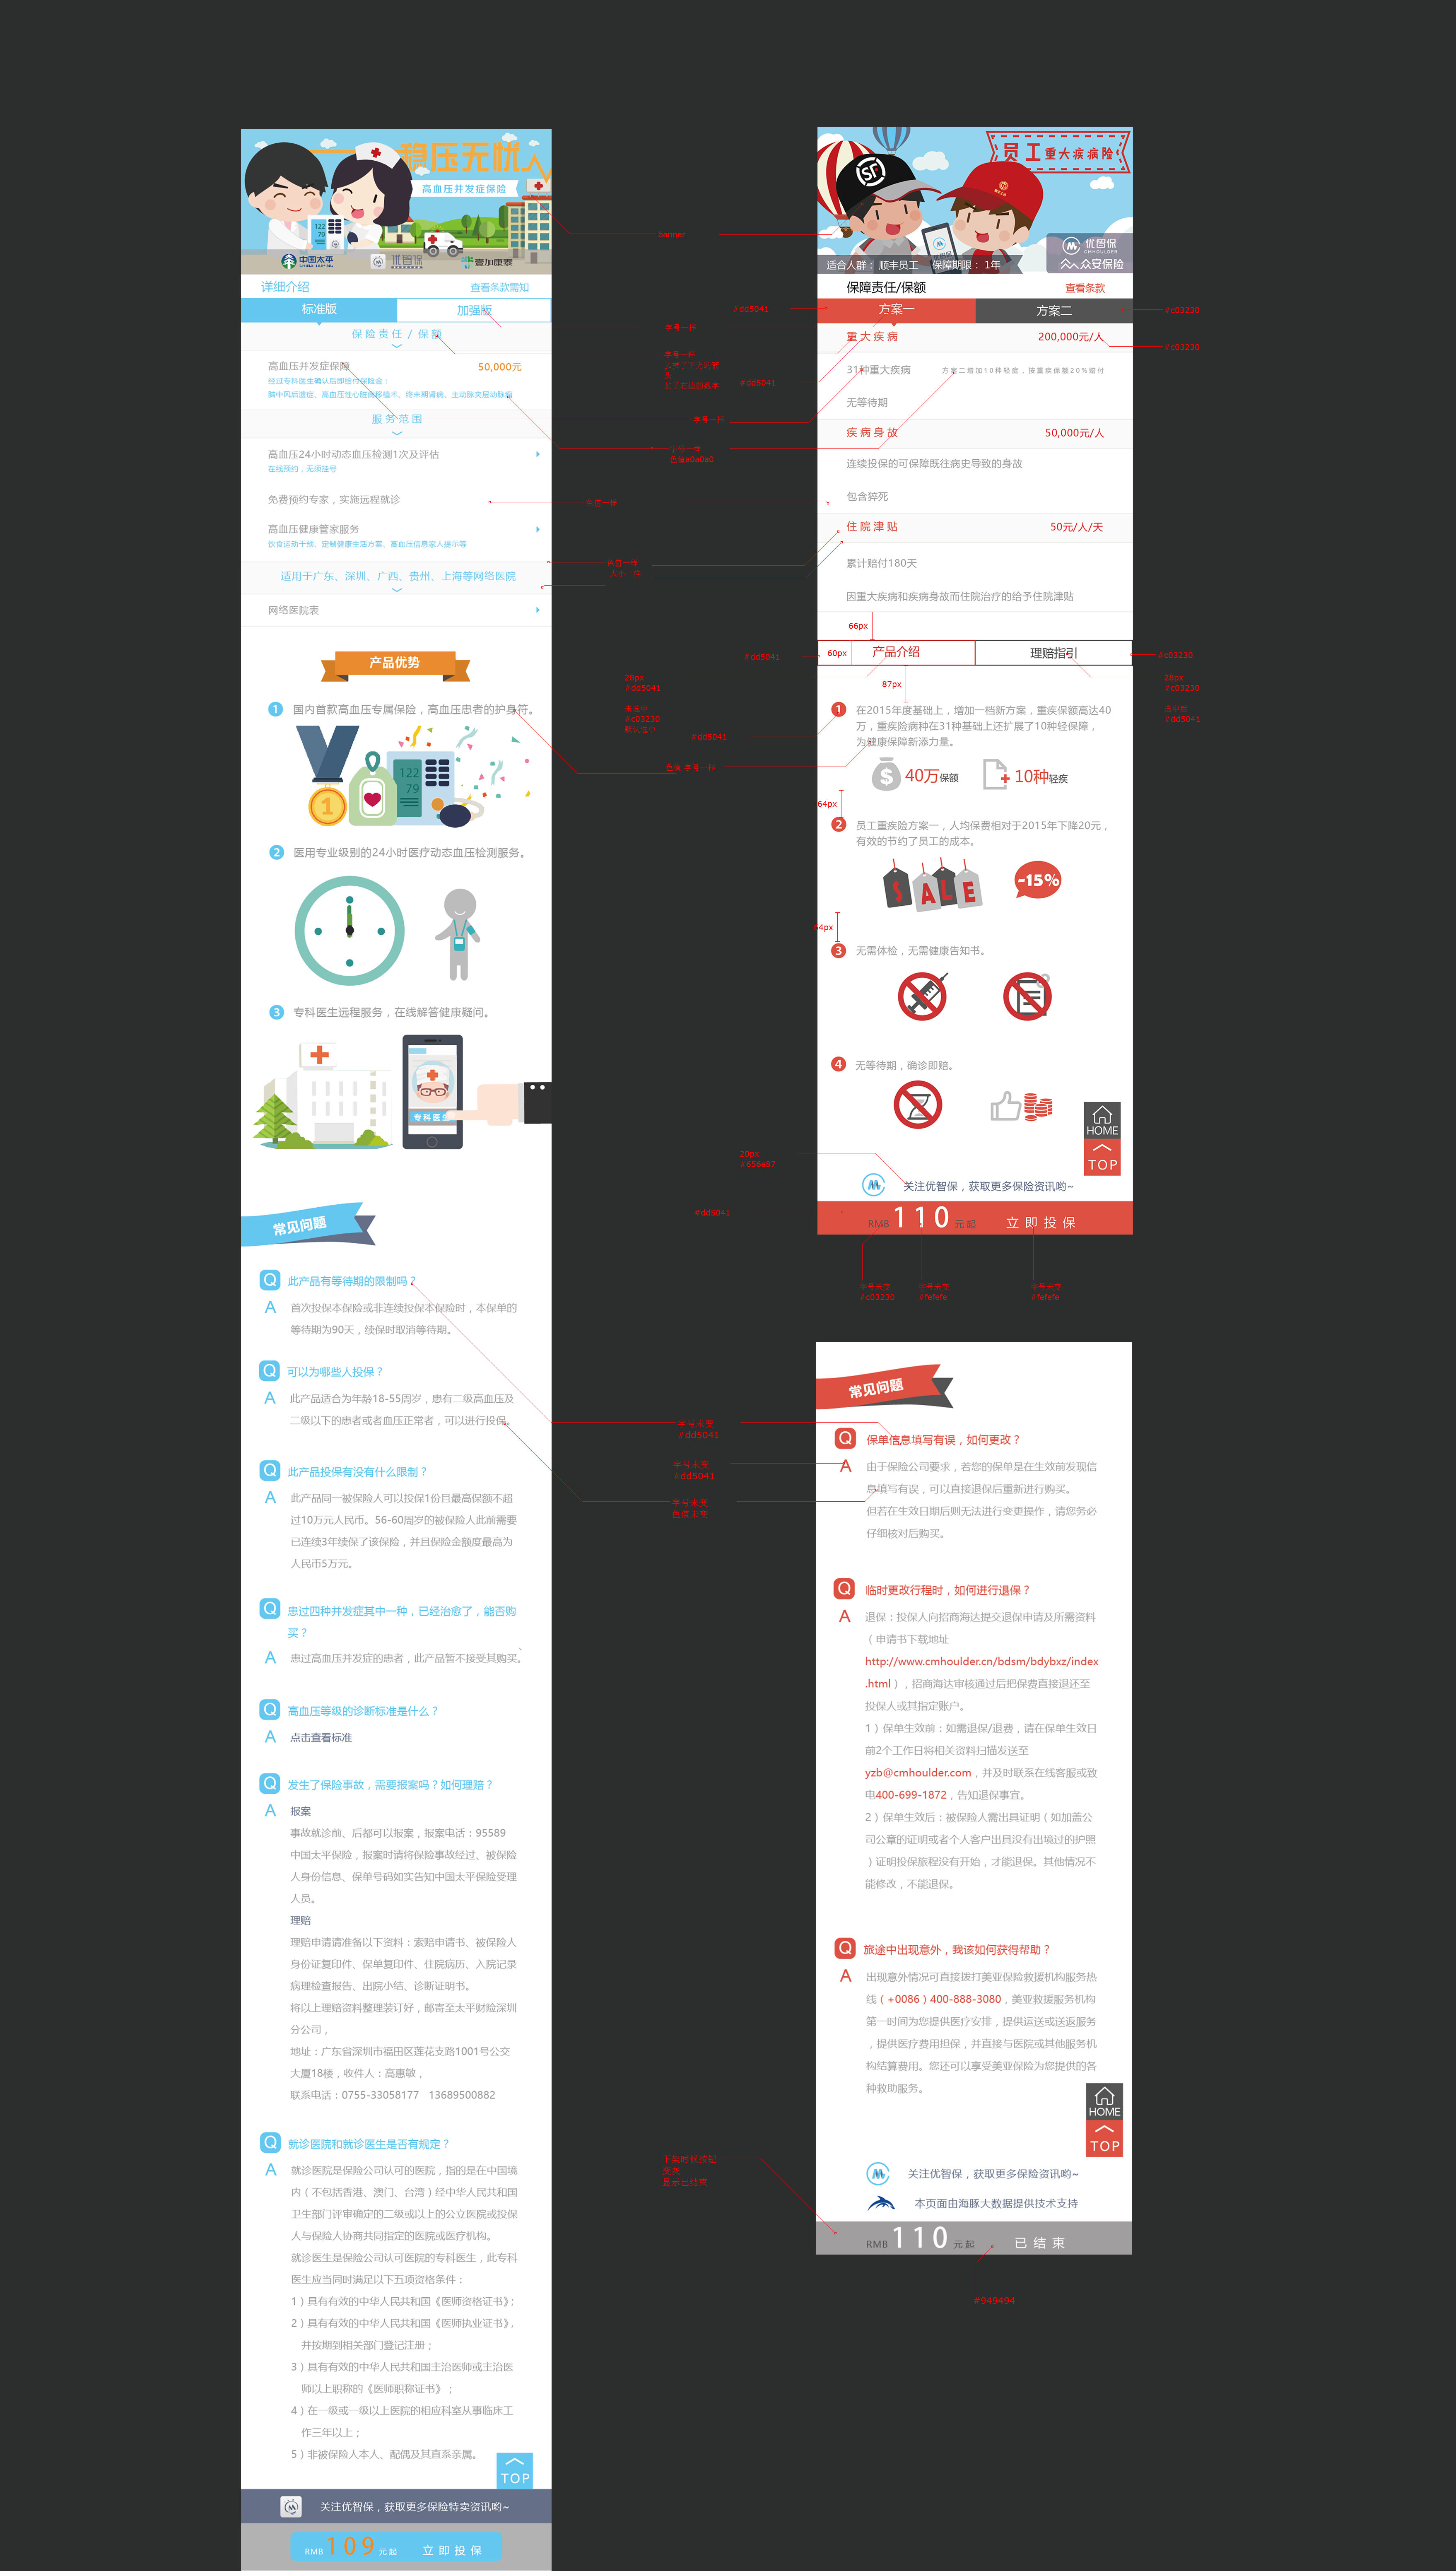 稳压无忧
高血压并发症保险
122
79
中国太平
CHINA TAIPING
优智保
壹加康泰
详细介绍
查看条款需知
标准版
加强版
保险责任/保额
高血压并发症保障
50,000元
经过专科医生确认后即给付保险金：
脑中风后遗症、高血压性心脏病移植术、终末期肾病、主动脉夹层动脉瘤
服务范围
高血压24小时动态血压检测1次及评估
在线预约，无须挂号
免费预约专家，实施远程就诊
高血压健康管家服务
饮食运动干预、定制健康生活方案、高血压信息家人提示等
适用于广东、深圳、广西、贵州、上海等网络医院
网络医院表
产品优势
1 国内首款高血压专属保险，高血压患者的护身符。
1
122
79
2 医用专业级别的24小时医疗动态血压检测服务。
3 专科医生远程服务，在线解答健康疑问。
专科医生
常见问题
Q 此产品有等待期的限制吗？
A 首次投保本保险或非连续投保本保险时，本保单的
等待期为90天，续保时取消等待期。
Q 可以为哪些人投保？
A 此产品适合为年龄18-55周岁，患有二级高血压及
二级以下的患者或者血压正常者，可以进行投保。
Q 此产品投保有没有什么限制？
A 此产品同一被保险人可以投保1份且最高保额不超
过10万元人民币。56-60周岁的被保险人此前需要
已连续3年续保了该保险，并且保险金额度最高为
人民币5万元。
Q 患过四种并发症其中一种，已经治愈了，能否购
买？
A 患过高血压并发症的患者，此产品暂不接受其购买。
Q 高血压等级的诊断标准是什么？
A 点击查看标准
Q 发生了保险事故，需要报案吗？如何理赔？
A 报案
事故就诊前、后都可以报案，报案电话：95589
中国太平保险，报案时请将保险事故经过、被保险
人身份信息、保单号码如实告知中国太平保险受理
人员。
理赔
理赔申请请准备以下资料：索赔申请书、被保险人
身份证复印件、保单复印件、住院病历、入院记录
病理检查报告、出院小结、诊断证明书。
将以上理赔资料整理装订好，邮寄至太平财险深圳
分公司，
地址：广东省深圳市福田区莲花支路1001号公交
大厦18楼，收件人：高惠敏，
联系电话：0755-33058177 13689500882
Q 就诊医院和就诊医生是否有规定？
A 就诊医院是保险公司认可的医院，指的是在中国境
内（不包括香港、澳门、台湾）经中华人民共和国
卫生部门评审确定的二级或以上的公立医院或投保
人与保险人协商共同指定的医院或医疗机构。
就诊医生是保险公司认可医院的专科医生，此专科
医生应当同时满足以下五项资格条件：
1）具有有效的中华人民共和国《医师资格证书》；
2）具有有效的中华人民共和国《医师执业证书》，
并按期到相关部门登记注册；
3）具有有效的中华人民共和国主治医师或主治医
师以上职称的《医师职称证书》；
4）在一级或一级以上医院的相应科室从事临床工
作三年以上；
5）非被保险人本人、配偶及其直系亲属。
TOP
关注优智保，获取更多保险特卖资讯哟~
RMB 109 元起 立即投保
banner
#dd5041
字号一样
字号一样
去掉了下方的箭
头
加了右边的数字
#dd5041
字号一样
字号一样
色值a0a0a0
色值一样
色值一样
大小一样
#dd5041
26px
#dd5041
未选中
#c03230
默认选中
#dd5041
色值 字号一样
20px
#656a87
#dd5041
字号未变
#dd5041
字号未变
#dd5041
字号未变
色值未变
下架时候按钮
变灰
显示已结束
员工重大疾病险
SF
优智保
CMHOULDER
众安保险
适合人群：顺丰员工 保障期限：1年
保障责任/保额
查看条款
方案一
方案二
#c03230
重大疾病
200,000元/人
#c03230
31种重大疾病
方案二增加10种轻症，按重疾保额20%赔付
无等待期
疾病身故
50,000元/人
连续投保的可保障既往病史导致的身故
包含猝死
住院津贴
50元/人/天
累计赔付180天
因重大疾病和疾病身故而住院治疗的给予住院津贴
66px
60px
产品介绍
理赔指引
#c03230
26px
#c03230
选中后
#dd5041
87px
1 在2015年度基础上，增加一档新方案，重疾保额高达40
万，重疾险病种在31种基础上还扩展了10种轻保障，
为健康保障新添力量。
$ 40万保额
10种轻疾
64px
2 员工重疾险方案一，人均保费相对于2015年下降20元，
有效的节约了员工的成本。
SALE
-15%
64px
3 无需体检，无需健康告知书。
4 无等待期，确诊即赔。
HOME
TOP
关注优智保，获取更多保险资讯哟~
RMB 110 元起 立即投保
字号未变
#c03230
字号未变
#fefefe
字号未变
#fefefe
常见问题
Q 保单信息填写有误，如何更改？
A 由于保险公司要求，若您的保单是在生效前发现信
息填写有误，可以直接退保后重新进行购买。
但若在生效日期后则无法进行变更操作，请您务必
仔细核对后购买。
Q 临时更改行程时，如何进行退保？
A 退保：投保人向招商海达提交退保申请及所需资料
（申请书下载地址
http://www.cmhoulder.cn/bdsm/bdybxz/index
.html），招商海达审核通过后把保费直接退还至
投保人或其指定账户。
1）保单生效前：如需退保/退费，请在保单生效日
前2个工作日将相关资料扫描发送至
yzb@cmhoulder.com，并及时联系在线客服或致
电400-699-1872，告知退保事宜。
2）保单生效后：被保险人需出具证明（如加盖公
司公章的证明或者个人客户出具没有出境过的护照
）证明投保旅程没有开始，才能退保。其他情况不
能修改，不能退保。
Q 旅途中出现意外，我该如何获得帮助？
A 出现意外情况可直接拨打美亚保险救援机构服务热
线（+0086）400-888-3080，美亚救援服务机构
第一时间为您提供医疗安排，提供运送或送返服务
，提供医疗费用担保，并直接与医院或其他服务机
构结算费用。您还可以享受美亚保险为您提供的各
种救助服务。
HOME
TOP
关注优智保，获取更多保险资讯哟~
本页面由海豚大数据提供技术支持
RMB 110 元起 已结束
#949494